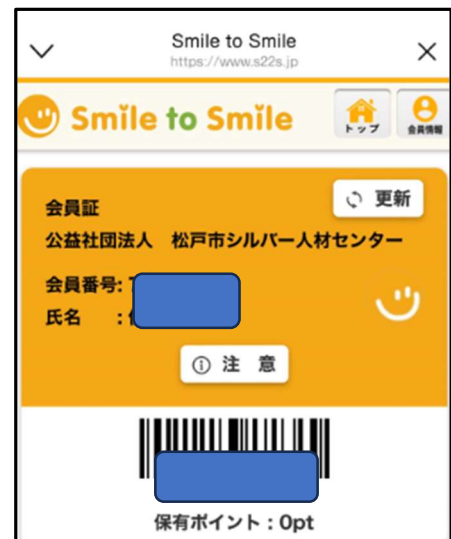 Smile to Smile
https://www.s22s.jp
Smile to Smile
トップ
会員情報
更新
会員証
公益社団法人 松戸市シルバー人材センター
会員番号:
氏名 :
注 意
保有ポイント : 0pt